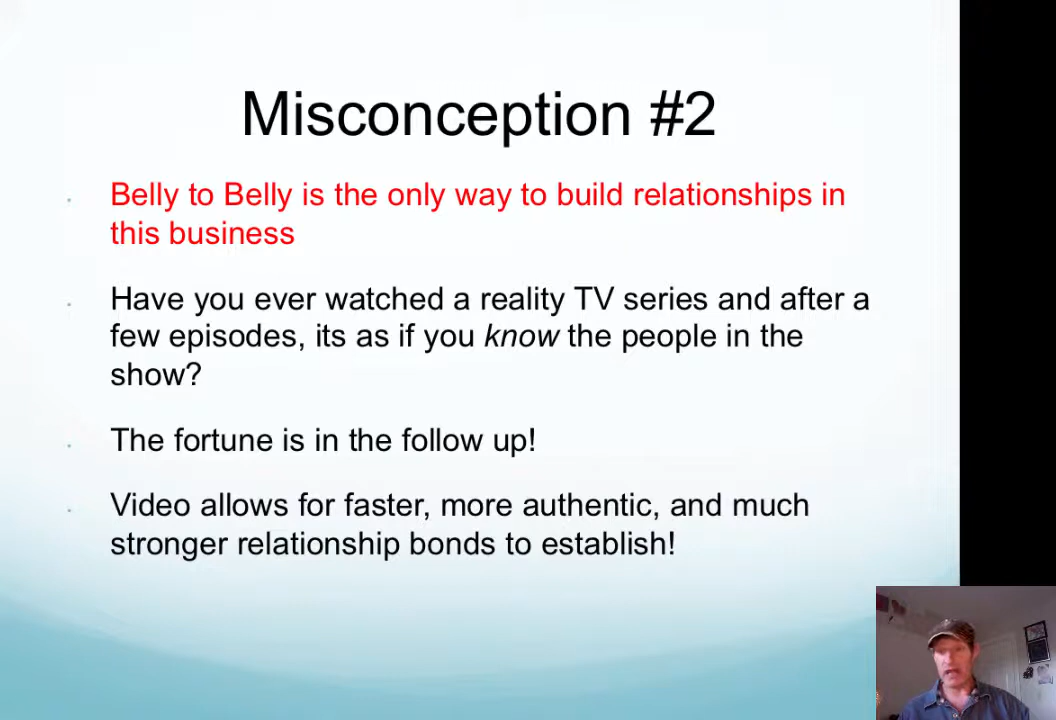 Misconception #2
Belly to Belly is the only way to build relationships in
this business
Have you ever watched a reality TV series and after a
few episodes, its as if you know the people in the
show?
The fortune is in the follow up!
Video allows for faster, more authentic, and much
stronger relationship bonds to establish!